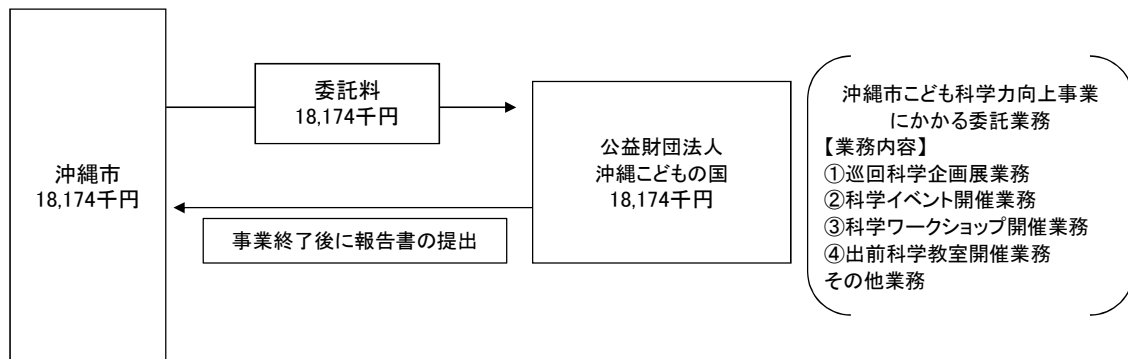 沖縄市
18,174千円
委託料
18,174千円
事業終了後に報告書の提出
公益財団法人
沖縄こどもの国
18,174千円
沖縄市こども科学力向上事業
にかかる委託業務
【業務内容】
①巡回科学企画展業務
②科学イベント開催業務
③科学ワークショップ開催業務
④出前科学教室開催業務
その他業務